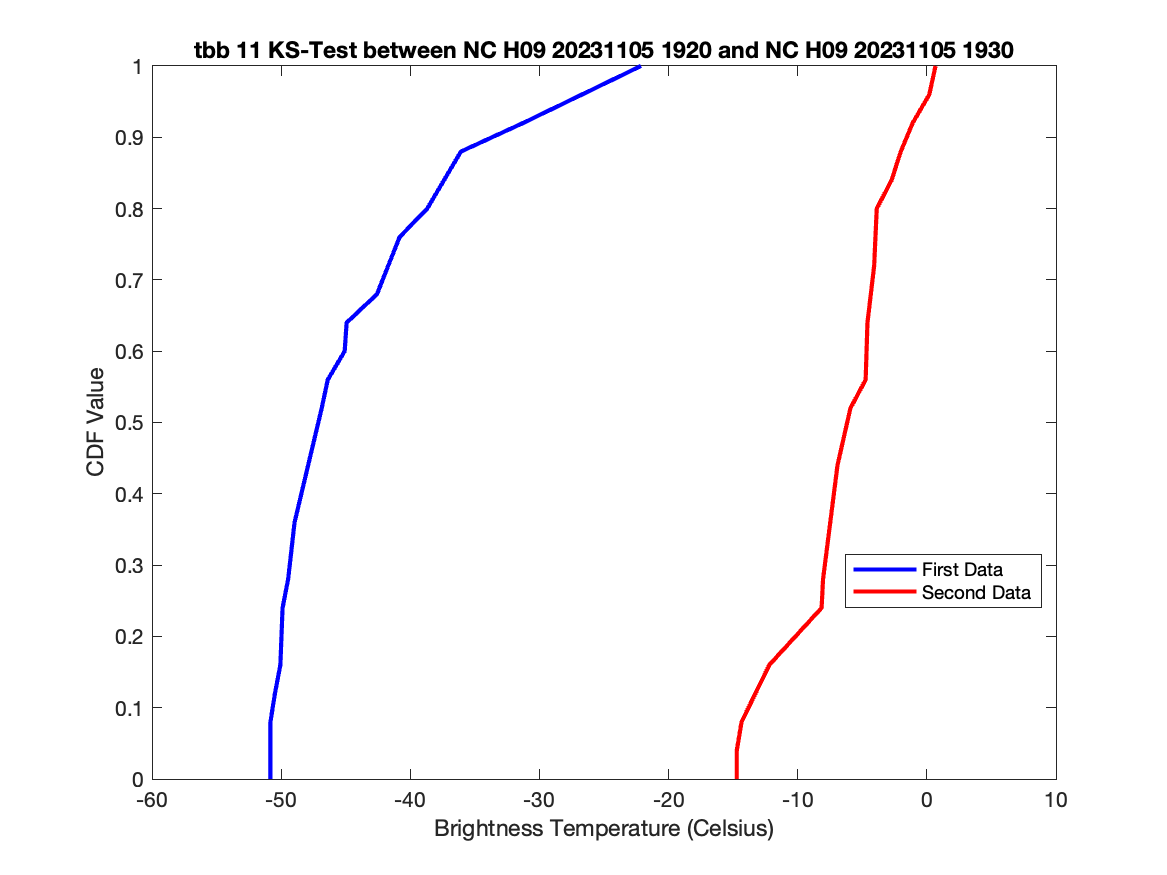 tbb 11 KS-Test between NC H09 20231105 1920 and NC H09 20231105 1930
1
0.9
0.8
0.7
0.6
0.5
0.4
0.3
0.2
0.1
0
CDF Value
First Data
Second Data
-60 -50 -40 -30 -20 -10 0 10
Brightness Temperature (Celsius)